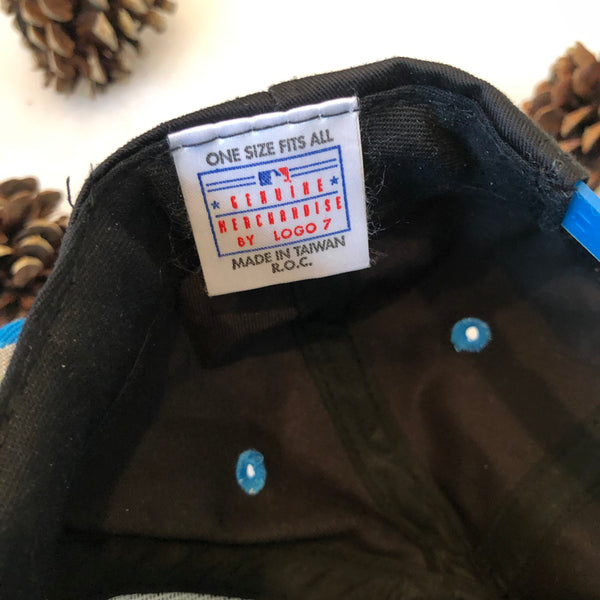 ONE SIZE FITS ALL
GENUINE
MERCHANDISE
BY LOGO 7
MADE IN TAIWAN
R.O.C.